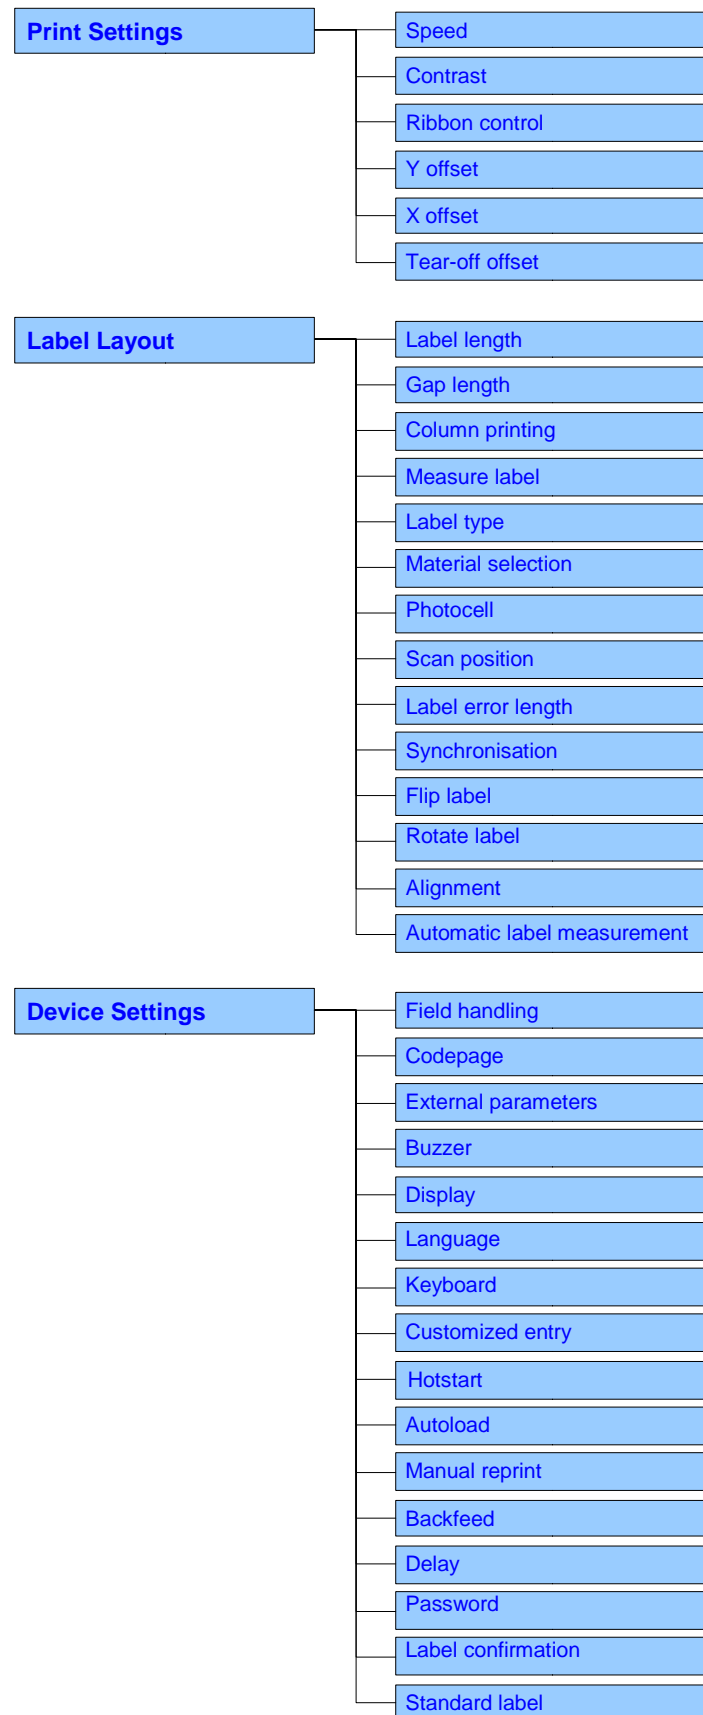 Print Settings
Speed
Contrast
Ribbon control
Y offset
X offset
Tear-off offset
Label Layout
Label length
Gap length
Column printing
Measure label
Label type
Material selection
Photocell
Scan position
Label error length
Synchronisation
Flip label
Rotate label
Alignment
Automatic label measurement
Device Settings
Field handling
Codepage
External parameters
Buzzer
Display
Language
Keyboard
Customized entry
Hotstart
Autoload
Manual reprint
Backfeed
Delay
Password
Label confirmation
Standard label